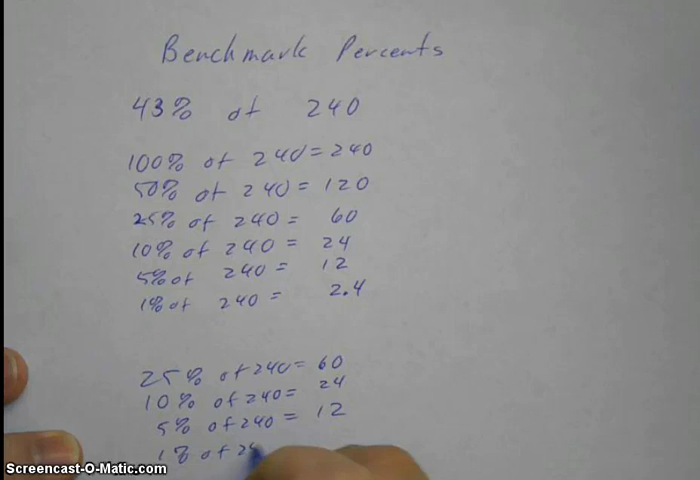 Benchmark Percents
43% of 240
100% of 240 = 240
50% of 240 = 120
25% of 240 = 60
10% of 240 = 24
5% of 240 = 12
1% of 240 = 2.4
25% of 240 = 60
10% of 240 = 24
5% of 240 = 12
1% of 24
Screencast-O-Matic.com